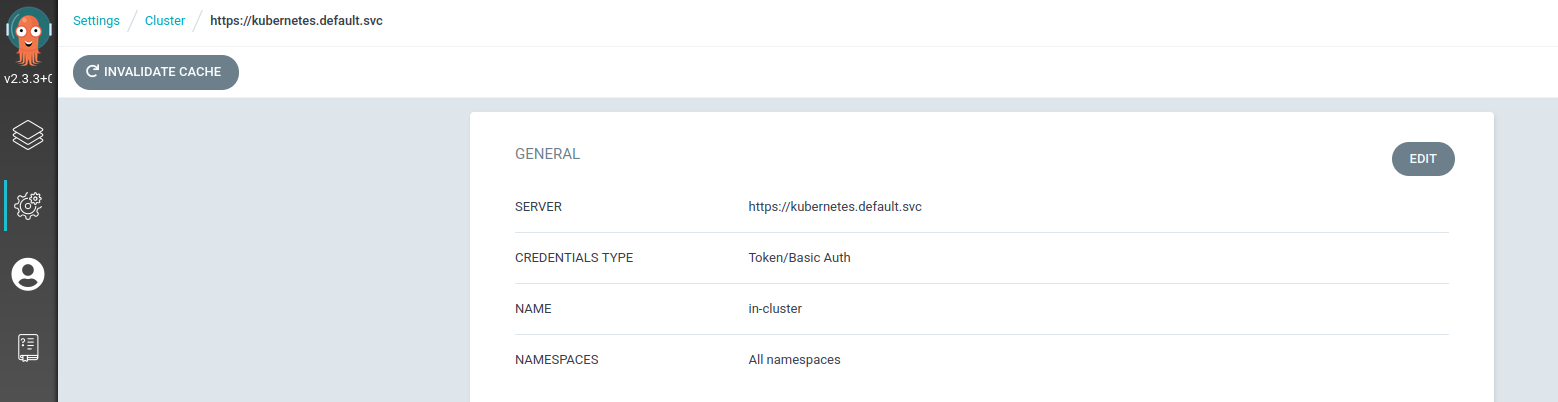 Settings / Cluster / https://kubernetes.default.svc
v2.3.3+
INVALIDATE CACHE
GENERAL
EDIT
SERVER https://kubernetes.default.svc
CREDENTIALS TYPE Token/Basic Auth
NAME in-cluster
NAMESPACES All namespaces